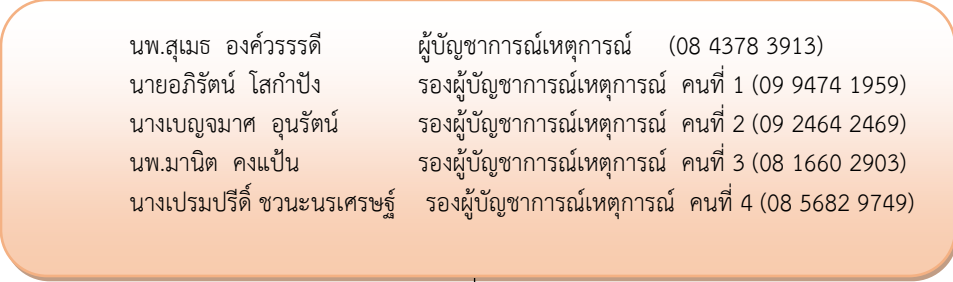 นพ.สุเมธ องค์วรรรดี ผู้บัญชาการณ์เหตุการณ์ (08 4378 3913)
นายอภิรัตน์ โสกำปัง รองผู้บัญชาการณ์เหตุการณ์ คนที่ 1 (09 9474 1959)
นางเบญจมาศ อุนรัตน์ รองผู้บัญชาการณ์เหตุการณ์ คนที่ 2 (09 2464 2469)
นพ.มานิต คงแป้น รองผู้บัญชาการณ์เหตุการณ์ คนที่ 3 (08 1660 2903)
นางเปรมปรีดิ์ ชวนะนรเศรษฐ์ รองผู้บัญชาการณ์เหตุการณ์ คนที่ 4 (08 5682 9749)